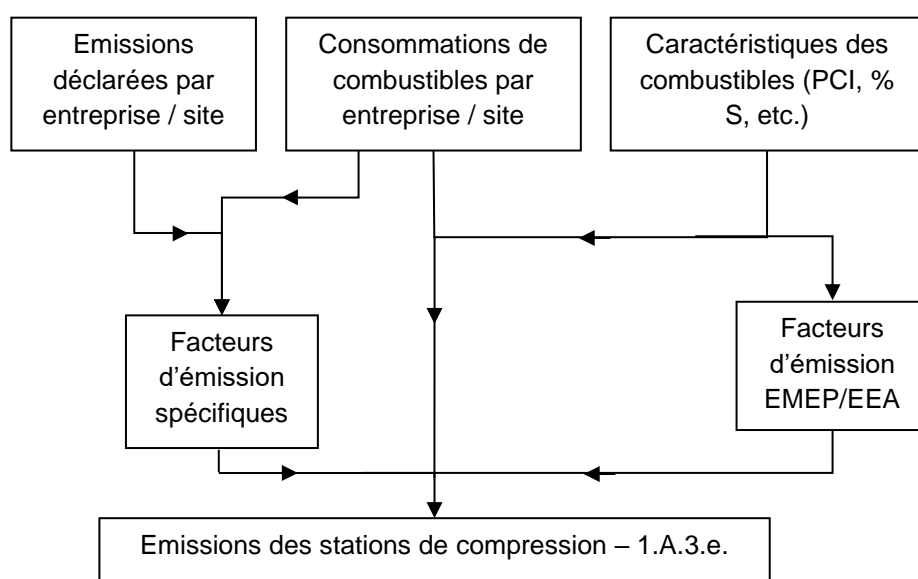 Emissions
déclarées par
entreprise / site
Consommations de
combustibles par
entreprise / site
Caractéristiques des
combustibles (PCI, %
S, etc.)
Facteurs
d’émission
spécifiques
Facteurs
d’émission
EMEP/EEA
Emissions des stations de compression – 1.A.3.e.